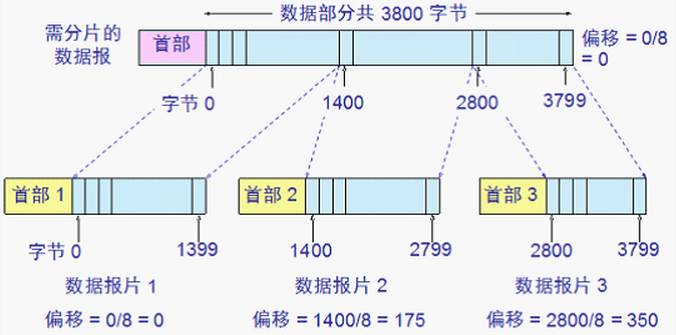 数据部分共 3800 字节
需分片的
数据报
首部
偏移 = 0/8
= 0
字节 0
1400
2800
3799
首部 1
首部 2
首部 3
字节 0
1399
1400
2799
2800
3799
数据报片 1
数据报片 2
数据报片 3
偏移 = 0/8 = 0
偏移 = 1400/8 = 175
偏移 = 2800/8 = 350